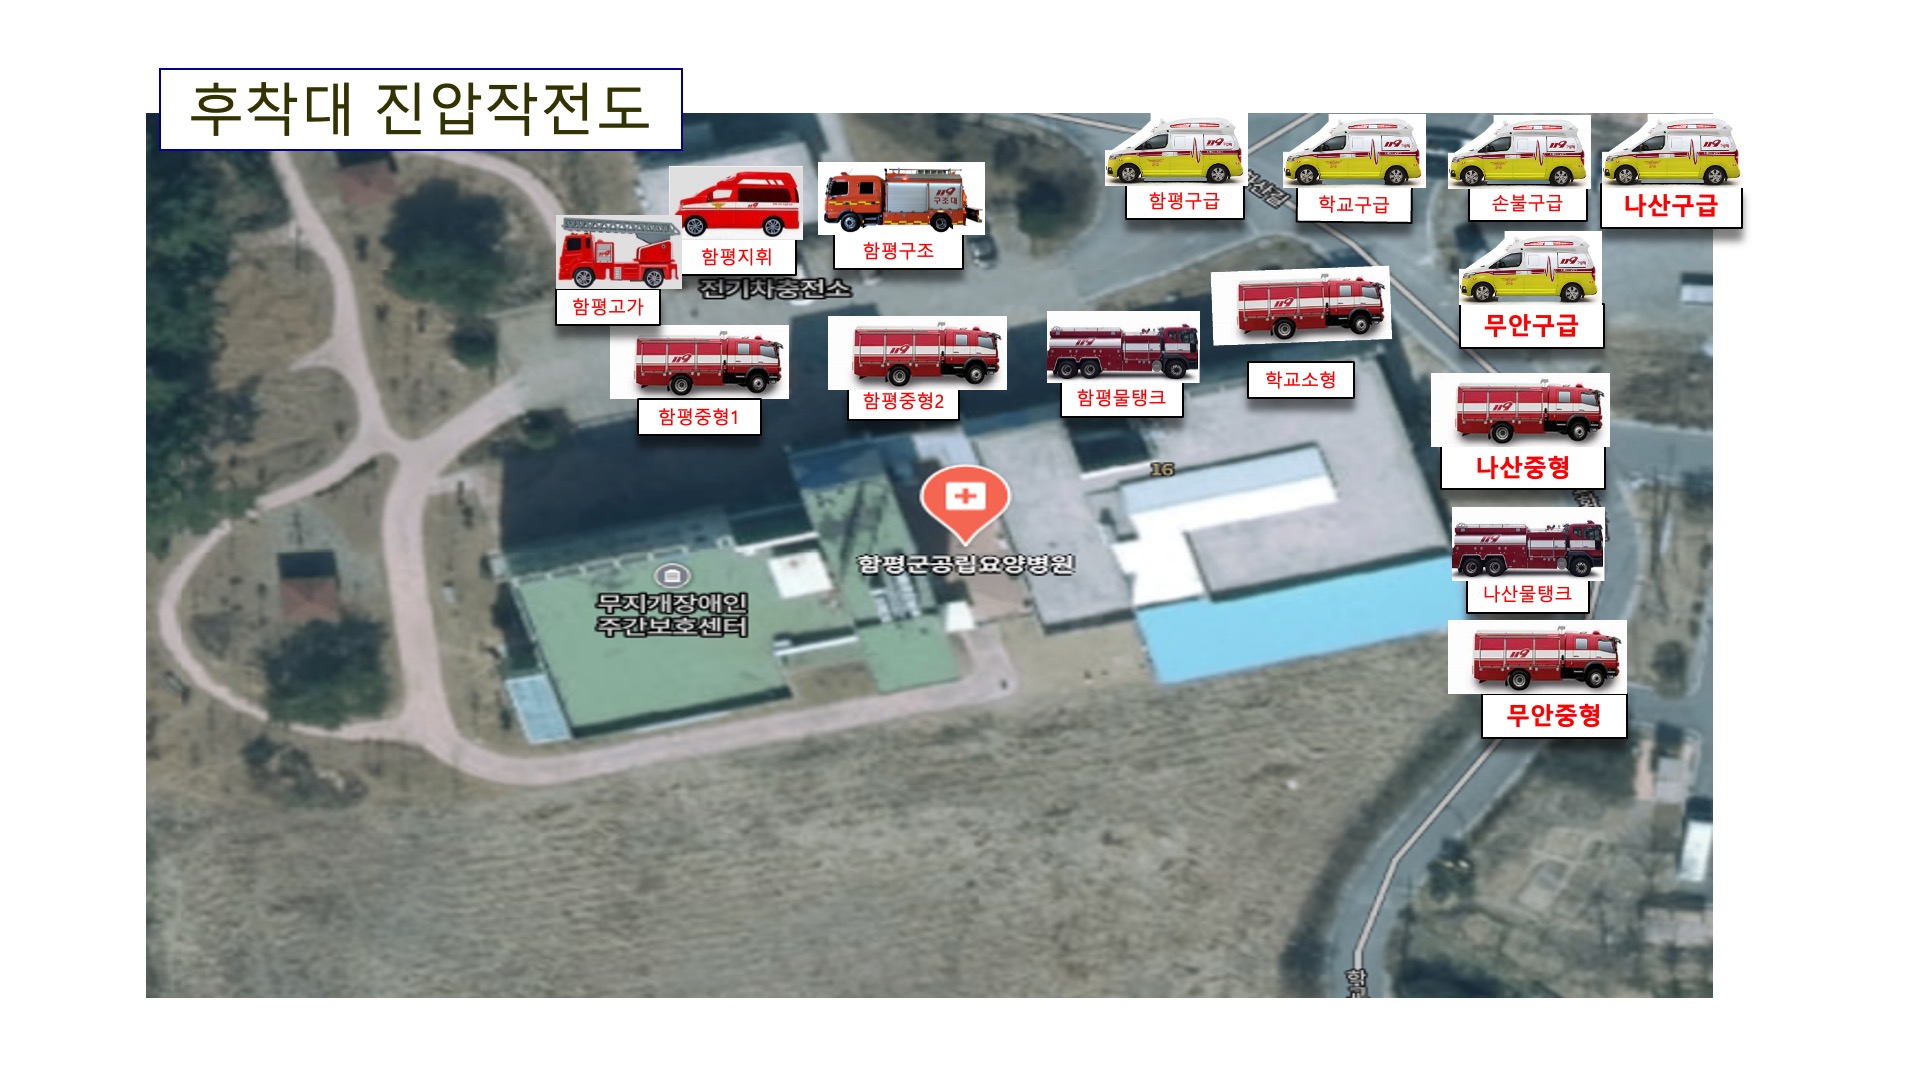 후착대 진압작전도
함평구급
학교구급
손불구급
나산구급
함평지휘
함평구조
전기차충전소
함평고가
무안구급
함평중형1
함평중형2
함평물탱크
학교소형
나산중형
16
함평군공립요양병원
무지개장애인
주간보호센터
나산물탱크
무안중형
119
구조대